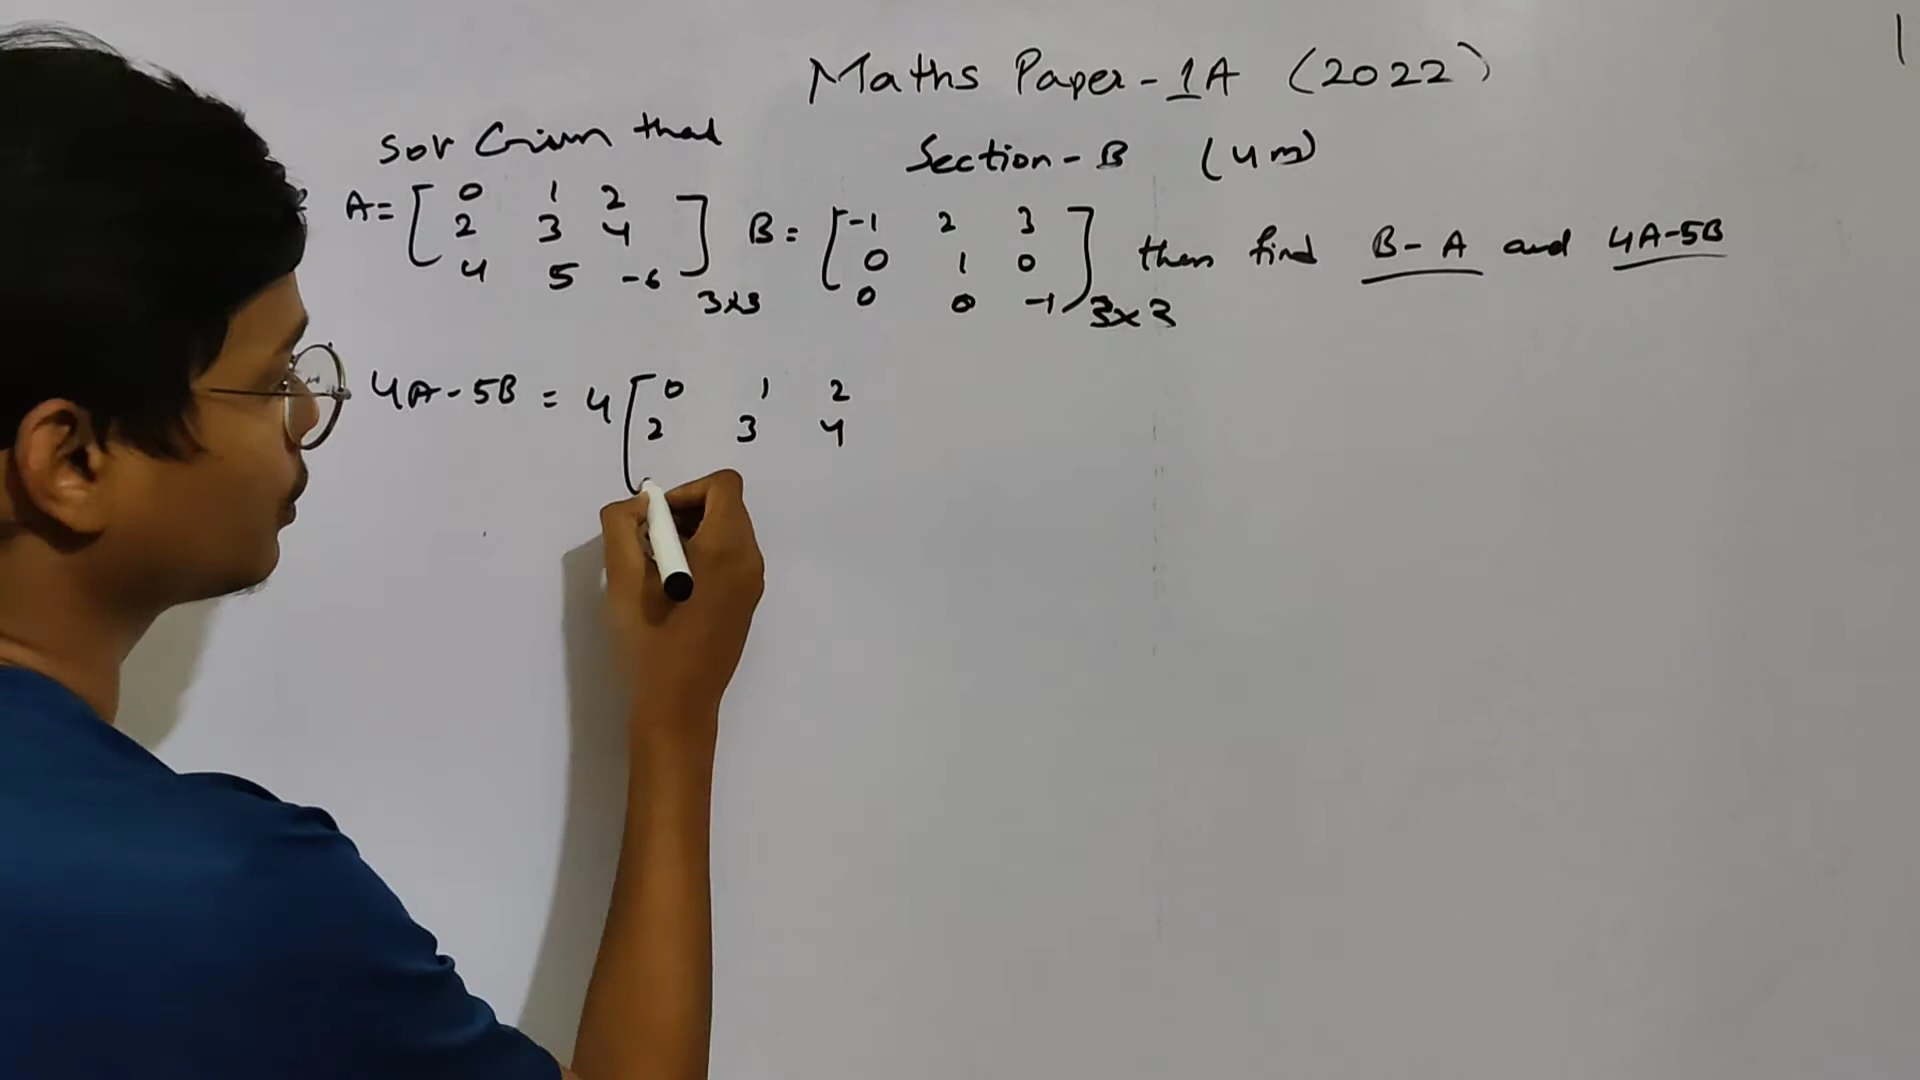 Maths Paper-1A (2022)
Sol Given that
Section-B (4m)
A= [ 0 1 2 B= [ -1 2 3 ] then find B-A and 4A-5B
2 3 4 ] 0 1 0
4 5 -6 3x3 0 0 -1 3x3
4A-5B = 4 [ 0 1 2
2 3 4